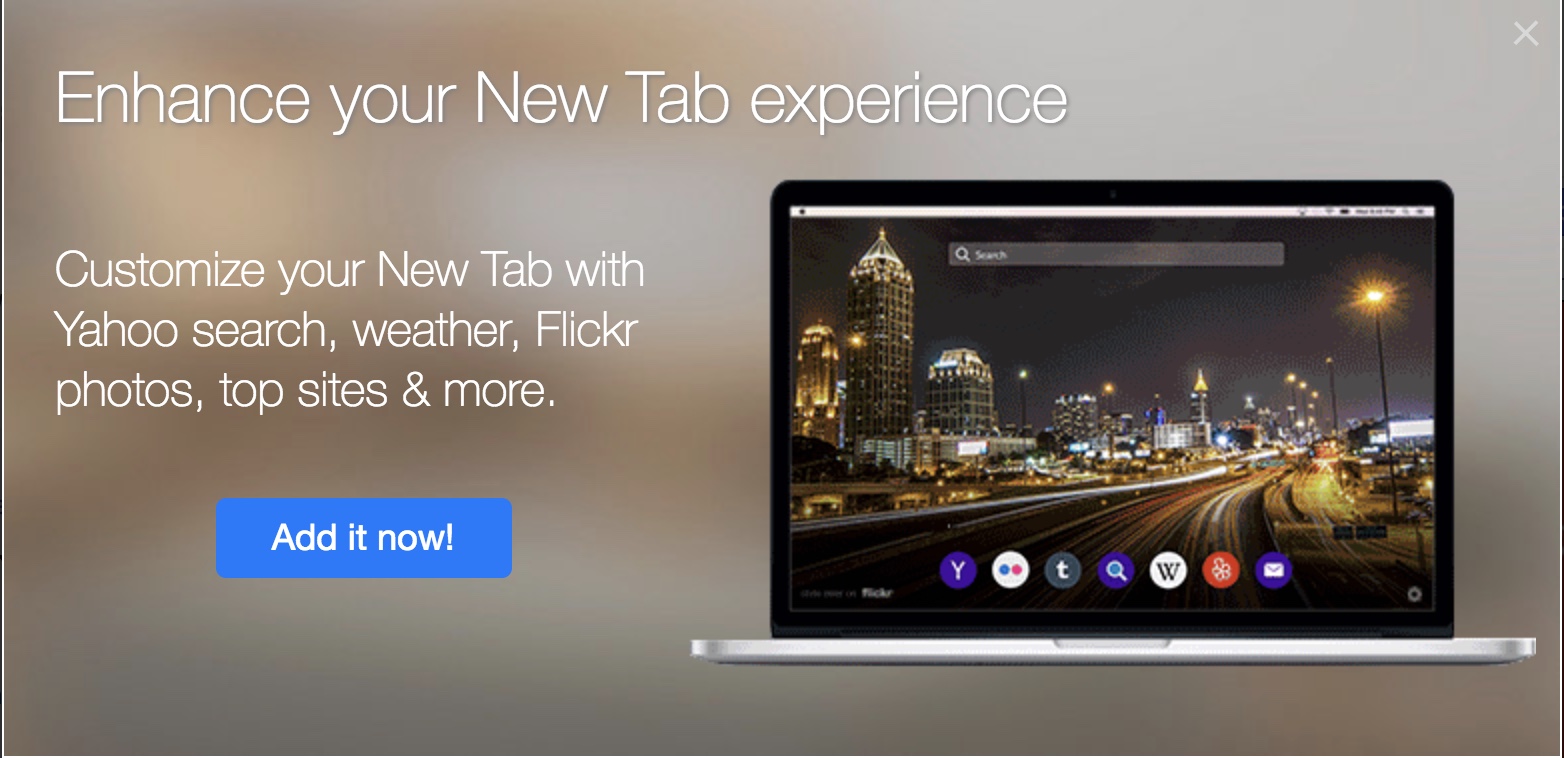 Enhance your New Tab experience
Customize your New Tab with
Yahoo search, weather, Flickr
photos, top sites & more.
Add it now!
Search
Y
t
W
flickr